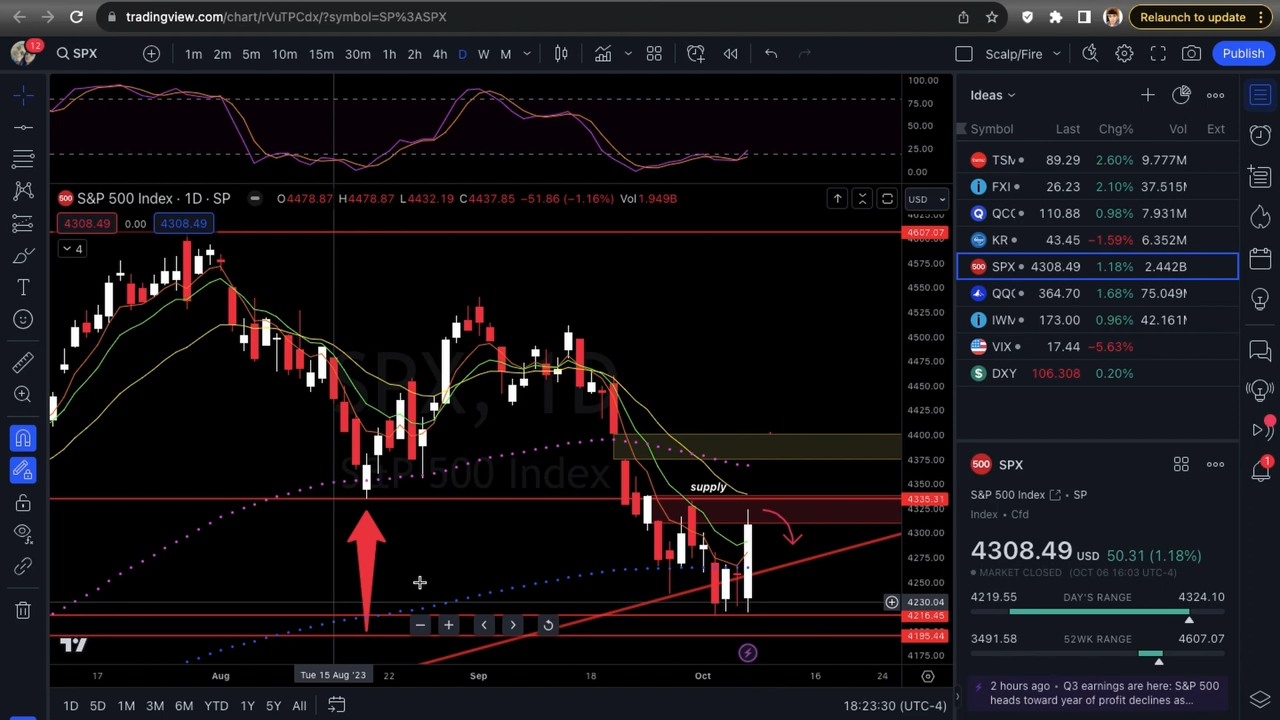 tradingview.com/chart/rVuTPCdx/?symbol=SP%3ASPX
Relaunch to update
12
SPX
1m 2m 5m 10m 15m 30m 1h 2h 4h D W M
Scalp/Fire
Publish
100.00
75.00
50.00
25.00
0.00
S&P 500 Index · 1D · SP
O4478.87 H4478.87 L4432.19 C4437.85 −51.86 (−1.16%) Vol1.949B
USD
4308.49 0.00 4308.49
4
4625.00
4607.07
4575.00
4550.00
4525.00
4500.00
4475.00
4450.00
4425.00
4400.00
4375.00
4350.00
4335.31
4325.00
4300.00
4275.00
4250.00
4230.04
4216.45
4195.44
4175.00
SPX, 1D
S&P 500 Index
supply
17 Aug Tue 15 Aug '23 22 Sep 18 Oct 16 24
1D 5D 1M 3M 6M YTD 1Y 5Y All
18:23:30 (UTC-4)
Ideas
Symbol Last Chg% Vol Ext
TSM 89.29 2.60% 9.777M
FXI 26.23 2.10% 37.515M
QCO 110.88 0.98% 7.931M
KR 43.45 −1.59% 6.352M
SPX 4308.49 1.18% 2.442B
QQQ 364.70 1.68% 75.049M
IWM 173.00 0.96% 42.161M
VIX 17.44 −5.63%
DXY 106.308 0.20%
500 SPX
S&P 500 Index · SP
Index · Cfd
4308.49 USD 50.31 (1.18%)
MARKET CLOSED (OCT 06 16:03 UTC-4)
4219.55 DAY'S RANGE 4324.10
3491.58 52WK RANGE 4607.07
2 hours ago · Q3 earnings are here: S&P 500
heads toward year of profit declines as...
1